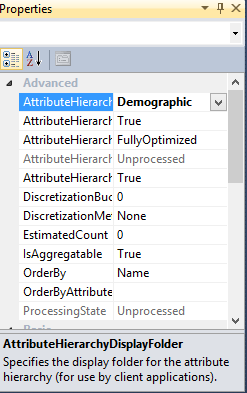 Properties
Advanced
AttributeHierarch Demographic
AttributeHierarch True
AttributeHierarch FullyOptimized
AttributeHierarch Unprocessed
AttributeHierarch True
DiscretizationBuc 0
DiscretizationMe None
EstimatedCount 0
IsAggregatable True
OrderBy Name
OrderByAttribute
ProcessingState Unprocessed
Basic
AttributeHierarchyDisplayFolder
Specifies the display folder for the attribute
hierarchy (for use by client applications).